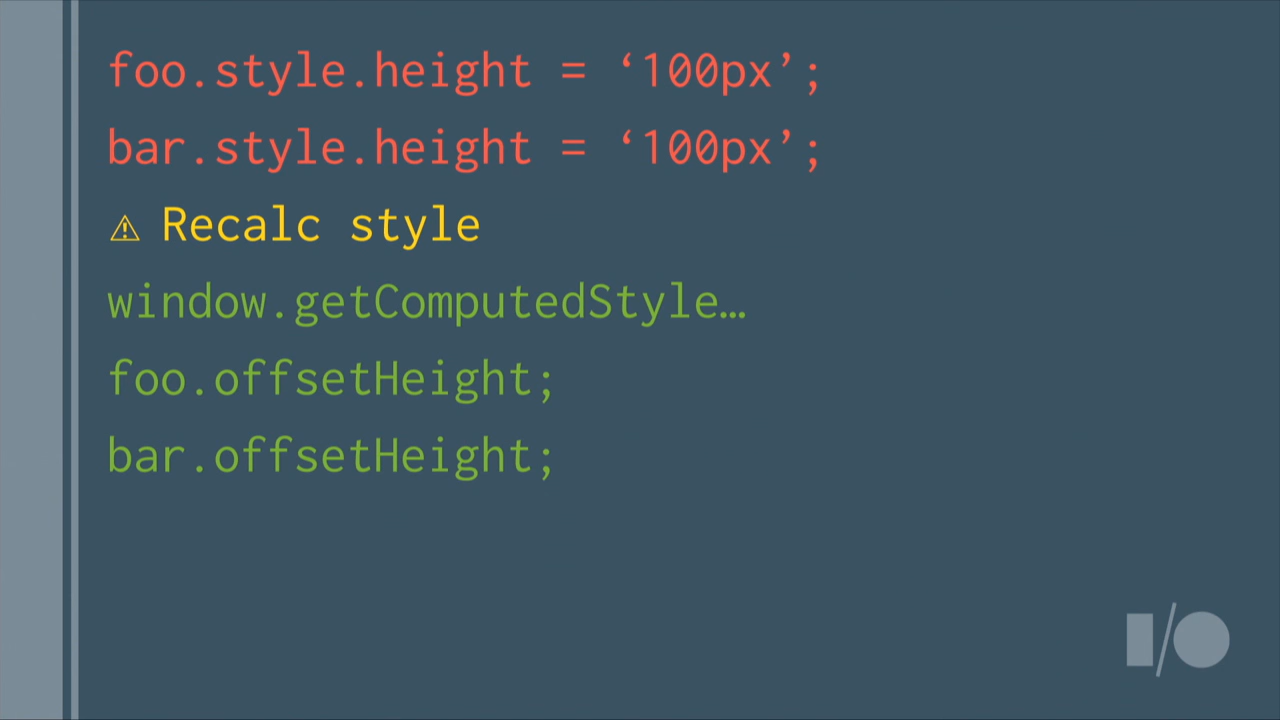 foo.style.height = ‘100px’;
bar.style.height = ‘100px’;
⚠ Recalc style
window.getComputedStyle…
foo.offsetHeight;
bar.offsetHeight;
I/O